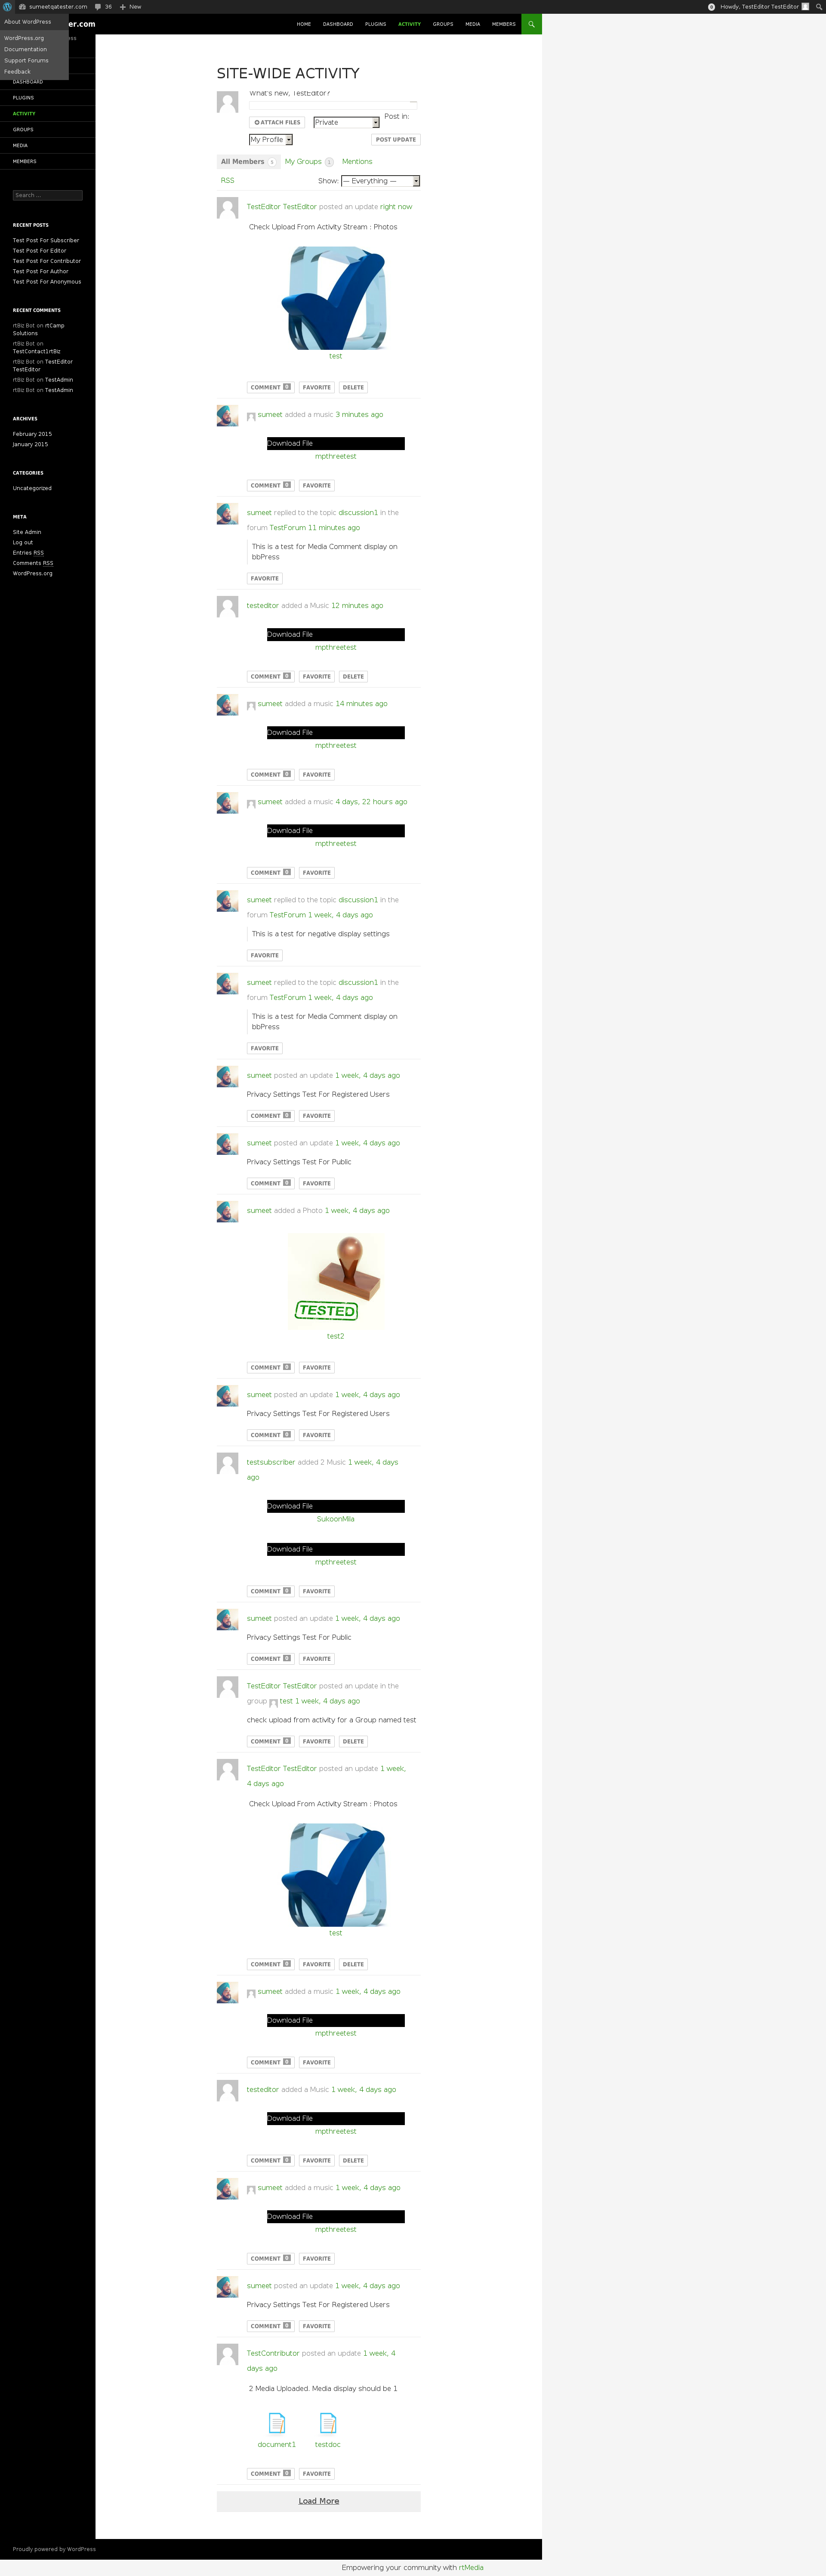 sumeetqatester.com 36 New 0 Howdy, TestEditor TestEditor
About WordPress
WordPress.org
Documentation
Support Forums
Feedback
er.com
ess
HOME DASHBOARD PLUGINS ACTIVITY GROUPS MEDIA MEMBERS
DASHBOARD
PLUGINS
ACTIVITY
GROUPS
MEDIA
MEMBERS
Search …
RECENT POSTS
Test Post For Subscriber
Test Post For Editor
Test Post For Contributor
Test Post For Author
Test Post For Anonymous
RECENT COMMENTS
rtBiz Bot on rtCamp
Solutions
rtBiz Bot on
TestContact1rtBiz
rtBiz Bot on TestEditor
TestEditor
rtBiz Bot on TestAdmin
rtBiz Bot on TestAdmin
ARCHIVES
February 2015
January 2015
CATEGORIES
Uncategorized
META
Site Admin
Log out
Entries RSS
Comments RSS
WordPress.org
SITE-WIDE ACTIVITY
What's new, TestEditor?
ATTACH FILES Private Post in:
My Profile POST UPDATE
All Members 5 My Groups 1 Mentions
RSS Show: — Everything —
TestEditor TestEditor posted an update right now
Check Upload From Activity Stream : Photos
test
COMMENT 0 FAVORITE DELETE
sumeet added a music 3 minutes ago
Download File
mpthreetest
COMMENT 0 FAVORITE
sumeet replied to the topic discussion1 in the
forum TestForum 11 minutes ago
This is a test for Media Comment display on
bbPress
FAVORITE
testeditor added a Music 12 minutes ago
Download File
mpthreetest
COMMENT 0 FAVORITE DELETE
sumeet added a music 14 minutes ago
Download File
mpthreetest
COMMENT 0 FAVORITE
sumeet added a music 4 days, 22 hours ago
Download File
mpthreetest
COMMENT 0 FAVORITE
sumeet replied to the topic discussion1 in the
forum TestForum 1 week, 4 days ago
This is a test for negative display settings
FAVORITE
sumeet replied to the topic discussion1 in the
forum TestForum 1 week, 4 days ago
This is a test for Media Comment display on
bbPress
FAVORITE
sumeet posted an update 1 week, 4 days ago
Privacy Settings Test For Registered Users
COMMENT 0 FAVORITE
sumeet posted an update 1 week, 4 days ago
Privacy Settings Test For Public
COMMENT 0 FAVORITE
sumeet added a Photo 1 week, 4 days ago
TESTED
test2
COMMENT 0 FAVORITE
sumeet posted an update 1 week, 4 days ago
Privacy Settings Test For Registered Users
COMMENT 0 FAVORITE
testsubscriber added 2 Music 1 week, 4 days
ago
Download File
SukoonMila
Download File
mpthreetest
COMMENT 0 FAVORITE
sumeet posted an update 1 week, 4 days ago
Privacy Settings Test For Public
COMMENT 0 FAVORITE
TestEditor TestEditor posted an update in the
group test 1 week, 4 days ago
check upload from activity for a Group named test
COMMENT 0 FAVORITE DELETE
TestEditor TestEditor posted an update 1 week,
4 days ago
Check Upload From Activity Stream : Photos
test
COMMENT 0 FAVORITE DELETE
sumeet added a music 1 week, 4 days ago
Download File
mpthreetest
COMMENT 0 FAVORITE
testeditor added a Music 1 week, 4 days ago
Download File
mpthreetest
COMMENT 0 FAVORITE DELETE
sumeet added a music 1 week, 4 days ago
Download File
mpthreetest
COMMENT 0 FAVORITE
sumeet posted an update 1 week, 4 days ago
Privacy Settings Test For Registered Users
COMMENT 0 FAVORITE
TestContributor posted an update 1 week, 4
days ago
2 Media Uploaded. Media display should be 1
document1 testdoc
COMMENT 0 FAVORITE
Load More
Proudly powered by WordPress
Empowering your community with rtMedia